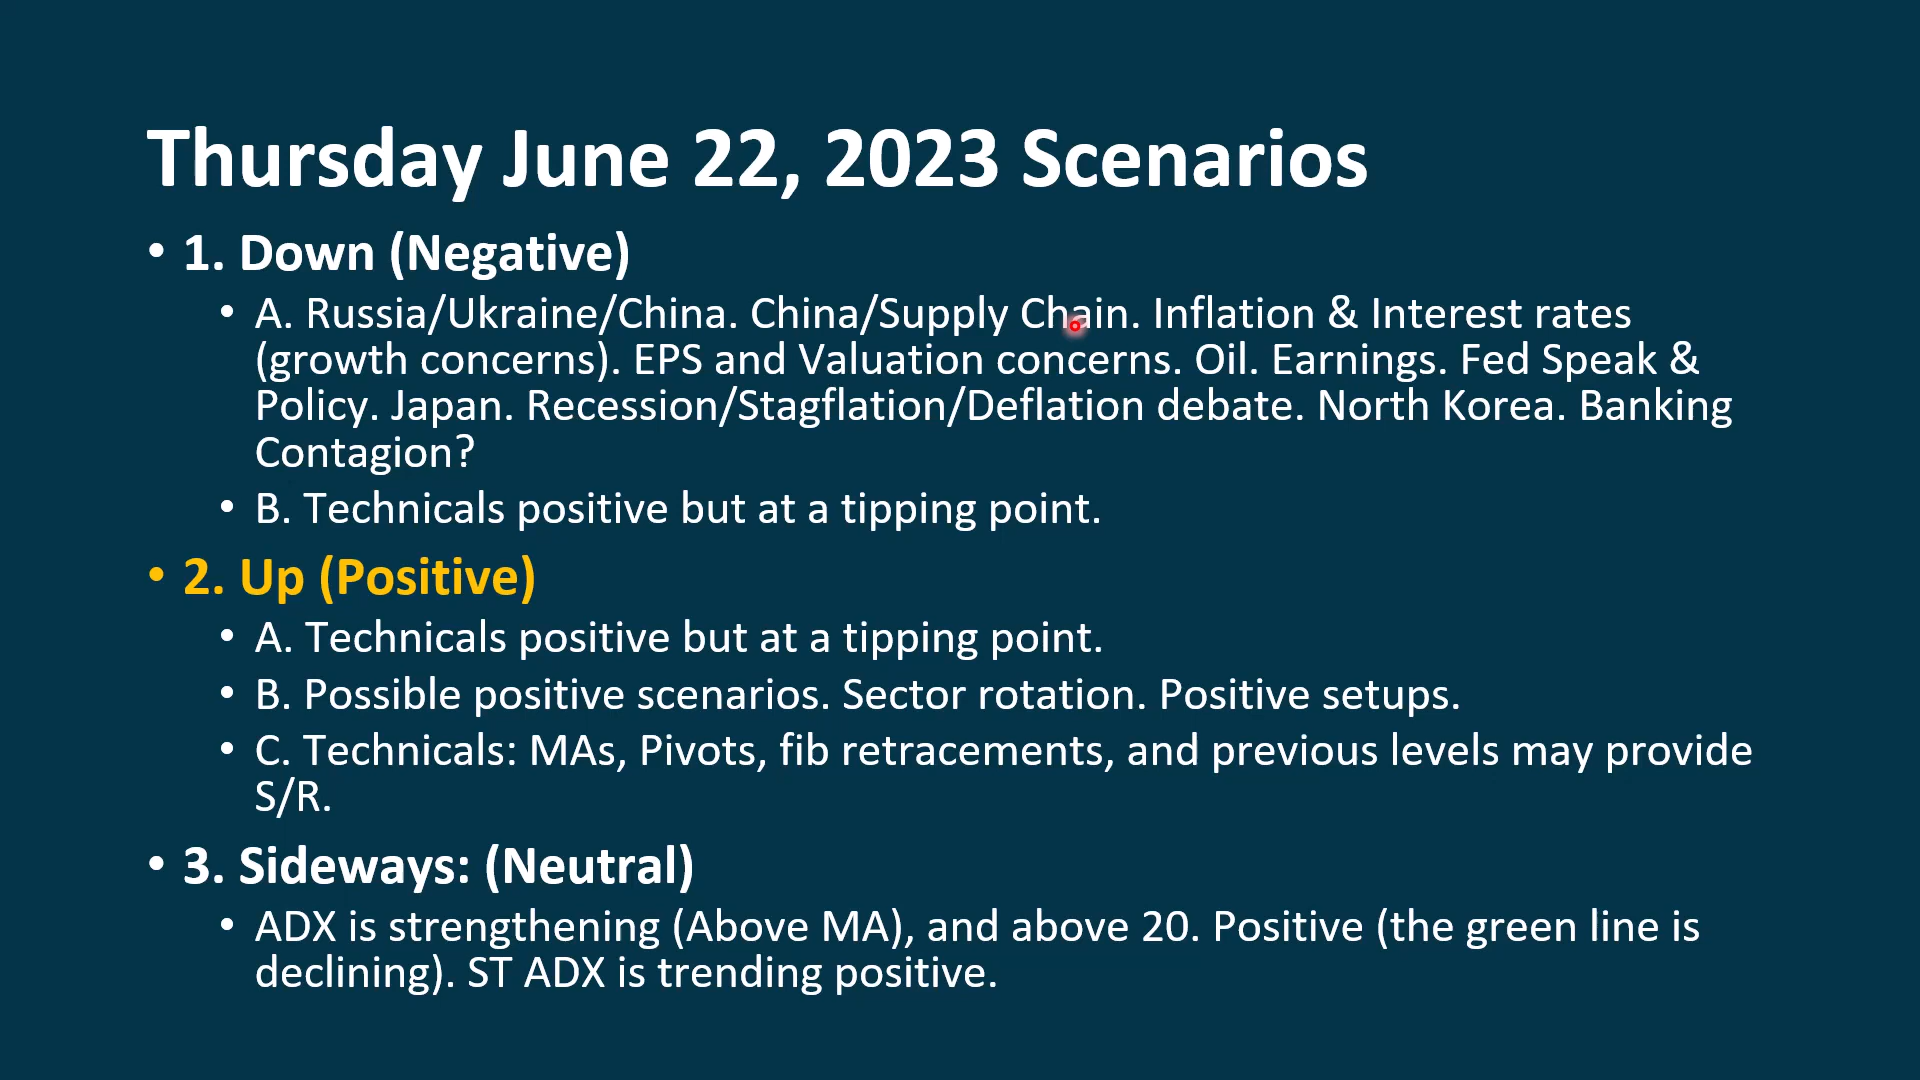 Thursday June 22, 2023 Scenarios
• 1. Down (Negative)
• A. Russia/Ukraine/China. China/Supply Chain. Inflation & Interest rates
(growth concerns). EPS and Valuation concerns. Oil. Earnings. Fed Speak &
Policy. Japan. Recession/Stagflation/Deflation debate. North Korea. Banking
Contagion?
• B. Technicals positive but at a tipping point.
• 2. Up (Positive)
• A. Technicals positive but at a tipping point.
• B. Possible positive scenarios. Sector rotation. Positive setups.
• C. Technicals: MAs, Pivots, fib retracements, and previous levels may provide
S/R.
• 3. Sideways: (Neutral)
• ADX is strengthening (Above MA), and above 20. Positive (the green line is
declining). ST ADX is trending positive.